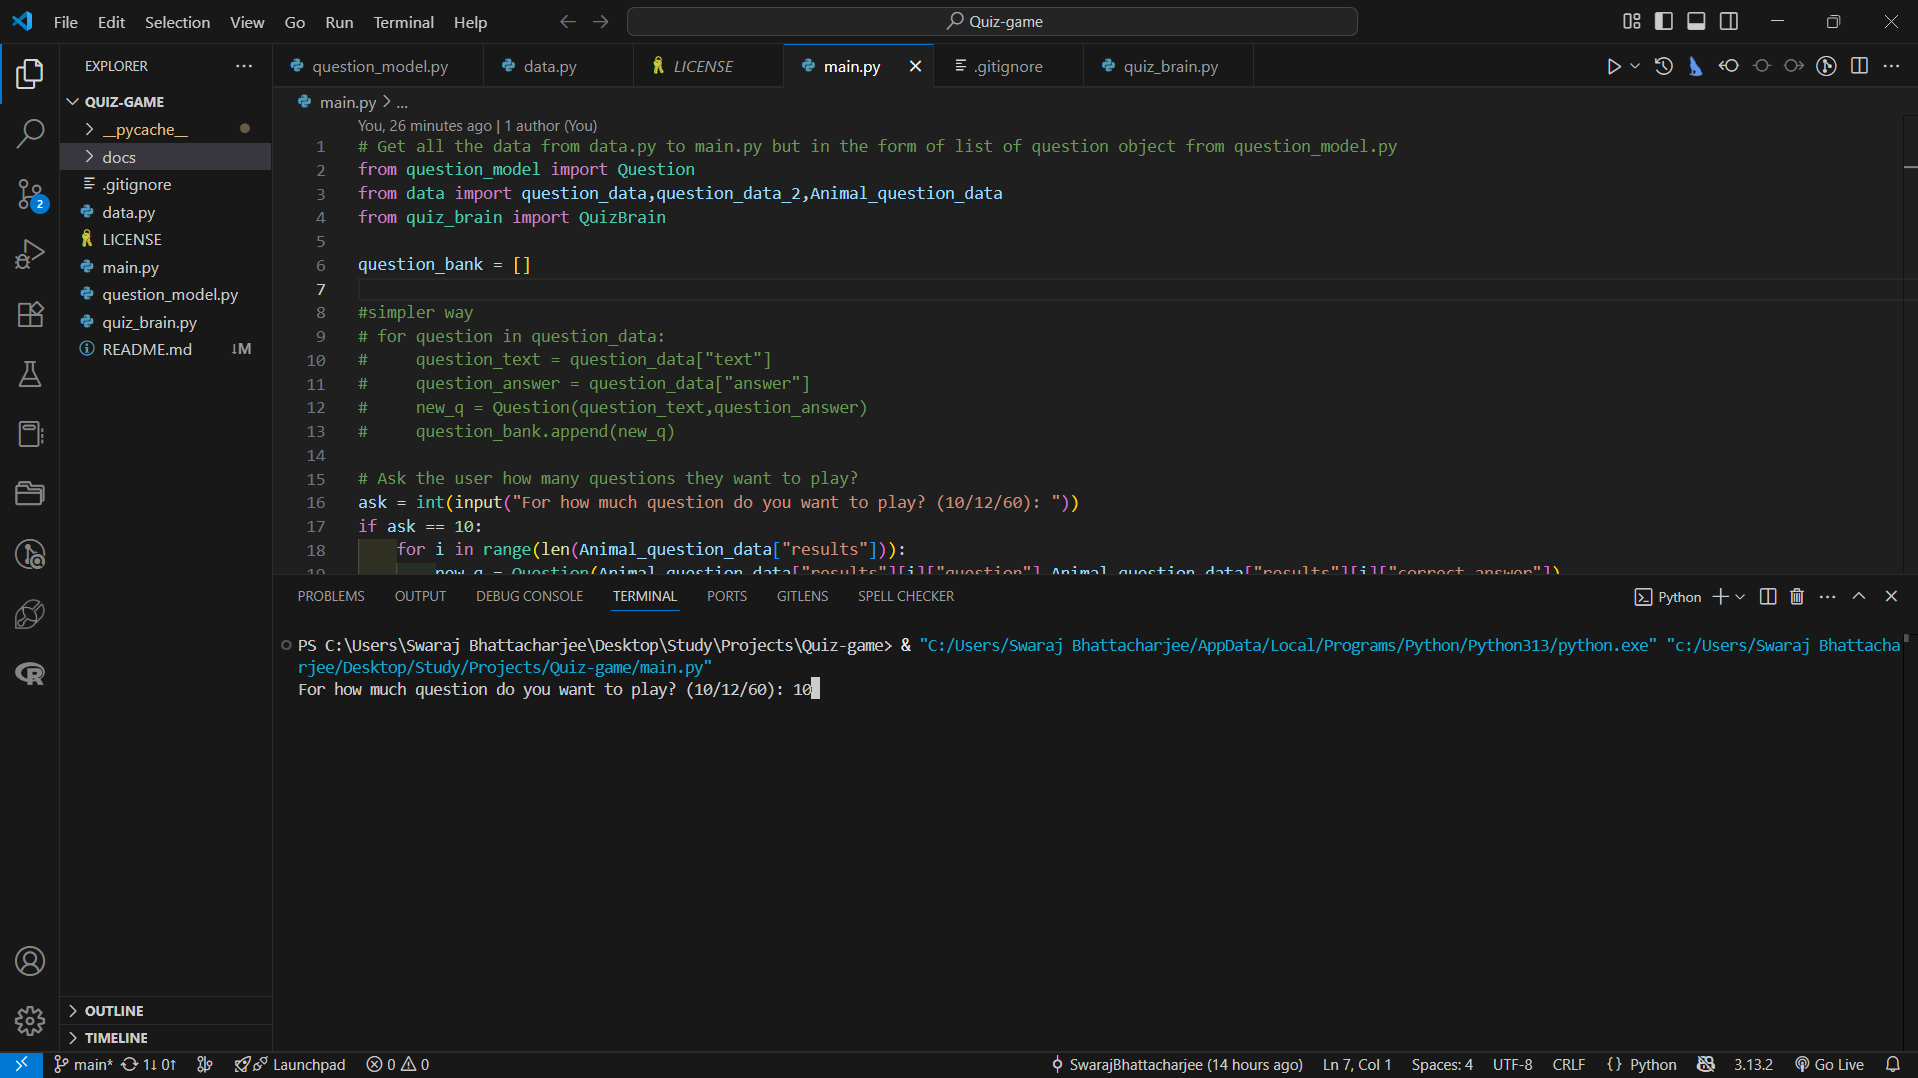 File Edit Selection View Go Run Terminal Help
Quiz-game
EXPLORER
QUIZ-GAME
__pycache__
docs
.gitignore
data.py
LICENSE
main.py
question_model.py
quiz_brain.py
README.md ↓M
2
OUTLINE
TIMELINE
question_model.py data.py LICENSE main.py .gitignore quiz_brain.py
main.py > ...
You, 26 minutes ago | 1 author (You)
1 # Get all the data from data.py to main.py but in the form of list of question object from question_model.py
2 from question_model import Question
3 from data import question_data,question_data_2,Animal_question_data
4 from quiz_brain import QuizBrain
5
6 question_bank = []
7
8 #simpler way
9 # for question in question_data:
10 #     question_text = question_data["text"]
11 #     question_answer = question_data["answer"]
12 #     new_q = Question(question_text,question_answer)
13 #     question_bank.append(new_q)
14
15 # Ask the user how many questions they want to play?
16 ask = int(input("For how much question do you want to play? (10/12/60): "))
17 if ask == 10:
18     for i in range(len(Animal_question_data["results"])):
19         new_q = Question(Animal_question_data["results"][i]["question"],Animal_question_data["results"][i]["correct_answer"])
PROBLEMS OUTPUT DEBUG CONSOLE TERMINAL PORTS GITLENS SPELL CHECKER
Python
PS C:\Users\Swaraj Bhattacharjee\Desktop\Study\Projects\Quiz-game> & "C:/Users/Swaraj Bhattacharjee/AppData/Local/Programs/Python/Python313/python.exe" "c:/Users/Swaraj Bhattacha
rjee/Desktop/Study/Projects/Quiz-game/main.py"
For how much question do you want to play? (10/12/60): 10
main* 1↓ 0↑ Launchpad 0 0 SwarajBhattacharjee (14 hours ago) Ln 7, Col 1 Spaces: 4 UTF-8 CRLF {} Python 3.13.2 Go Live